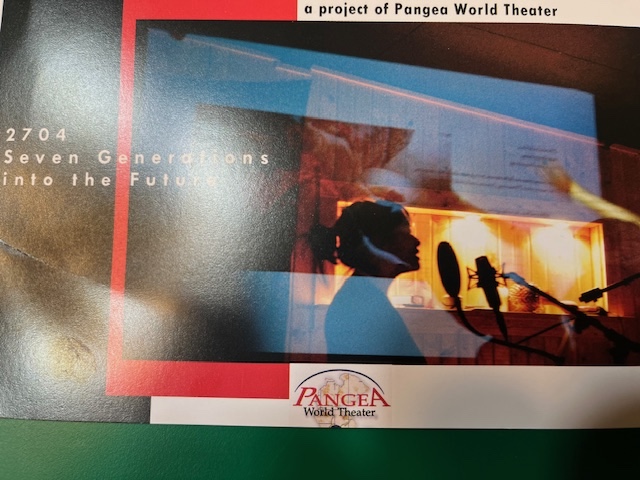 a project of Pangea World Theater
2704
Seven Generations
into the Future
PANGEA
World Theater